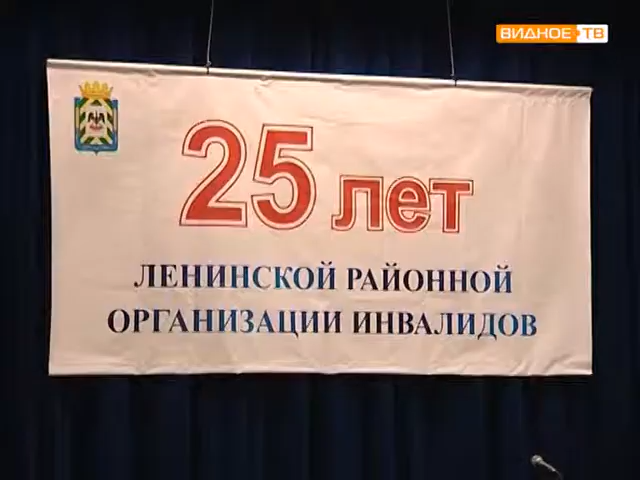 ВИДНОЕ ТВ
25 лет
ЛЕНИНСКОЙ РАЙОННОЙ
ОРГАНИЗАЦИИ ИНВАЛИДОВ